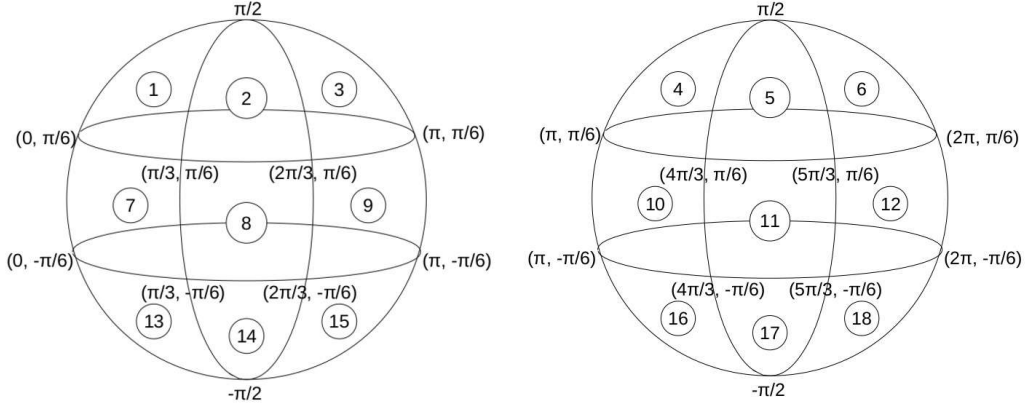 π/2
1 2 3
(0, π/6) (π, π/6)
(π/3, π/6) (2π/3, π/6)
7 8 9
(0, -π/6) (π, -π/6)
(π/3, -π/6) (2π/3, -π/6)
13 14 15
-π/2
π/2
4 5 6
(π, π/6) (2π, π/6)
(4π/3, π/6) (5π/3, π/6)
10 11 12
(π, -π/6) (2π, -π/6)
(4π/3, -π/6) (5π/3, -π/6)
16 17 18
-π/2